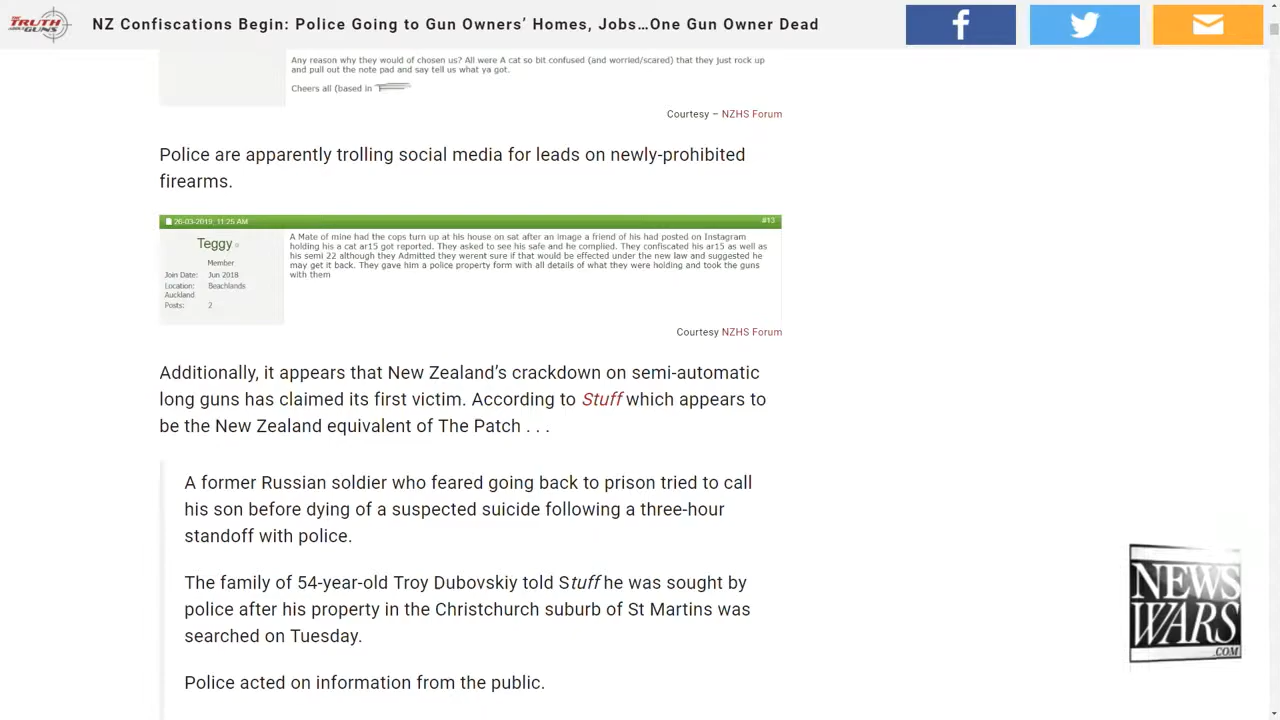 THE
TRUTH
ABOUT GUNS
NZ Confiscations Begin: Police Going to Gun Owners’ Homes, Jobs…One Gun Owner Dead
Any reason why they would of chosen us? All were A cat so bit confused (and worried/scared) that they just rock up
and pull out the note pad and say tell us what ya got.
Cheers all (based in
Courtesy – NZHS Forum
Police are apparently trolling social media for leads on newly-prohibited
firearms.
26-03-2019, 11:25 AM
#13
Teggy
Member
Join Date: Jun 2018
Location: Beachlands
Auckland
Posts: 2
A Mate of mine had the cops turn up at his house on sat after an image a friend of his had posted on Instagram
holding his a cat ar15 got reported. They asked to see his safe and he complied. They confiscated his ar15 as well as
his semi 22 although they Admitted they werent sure if that would be effected under the new law and suggested he
may get it back. They gave him a police property form with all details of what they were holding and took the guns
with them
Courtesy NZHS Forum
Additionally, it appears that New Zealand’s crackdown on semi-automatic
long guns has claimed its first victim. According to Stuff which appears to
be the New Zealand equivalent of The Patch . . .
A former Russian soldier who feared going back to prison tried to call
his son before dying of a suspected suicide following a three-hour
standoff with police.
The family of 54-year-old Troy Dubovskiy told Stuff he was sought by
police after his property in the Christchurch suburb of St Martins was
searched on Tuesday.
Police acted on information from the public.
NEWS
WARS
.COM